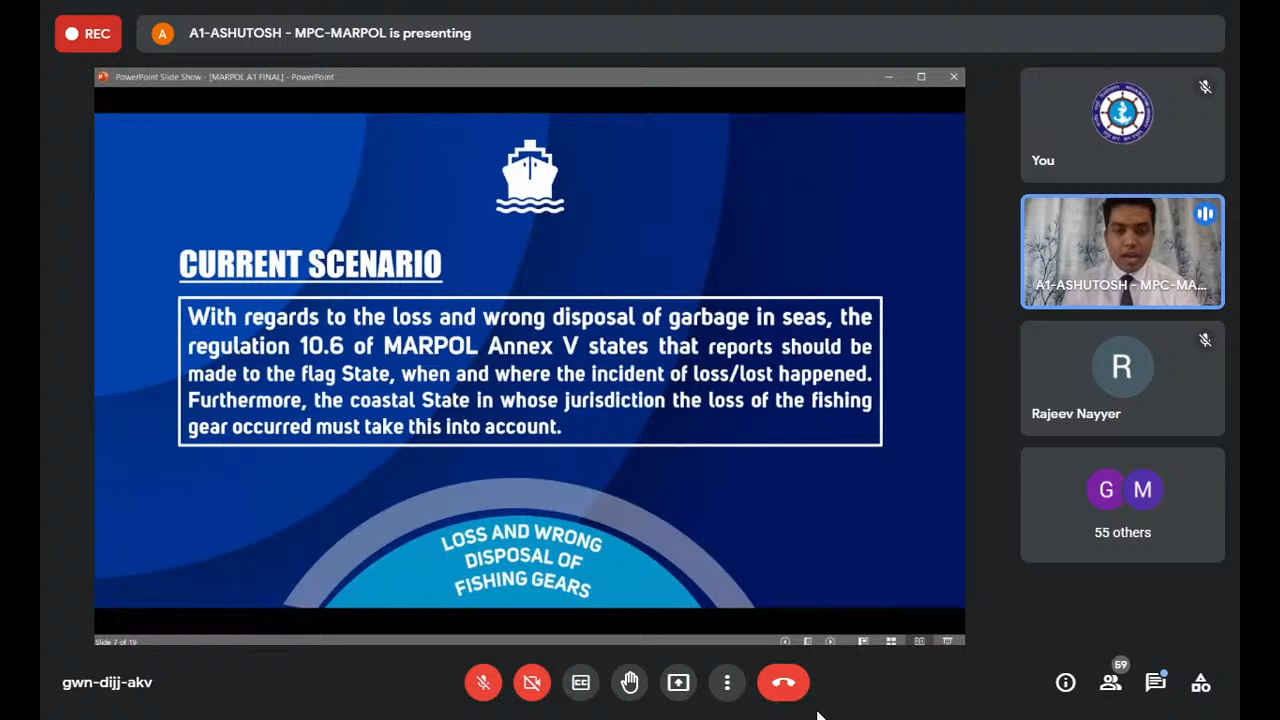 REC
A
A1-ASHUTOSH - MPC-MARPOL is presenting
PowerPoint Slide Show - [MARPOL A1 FINAL] - PowerPoint
You
CURRENT SCENARIO
A1-ASHUTOSH - MPC-MA...
With regards to the loss and wrong disposal of garbage in seas, the
regulation 10.6 of MARPOL Annex V states that reports should be
made to the flag State, when and where the incident of loss/lost happened.
Furthermore, the coastal State in whose jurisdiction the loss of the fishing
gear occurred must take this into account.
R
Rajeev Nayyer
G M
55 others
LOSS AND WRONG
DISPOSAL OF
FISHING GEARS
Slide 7 of 19
gwn-dijj-akv
CC
59